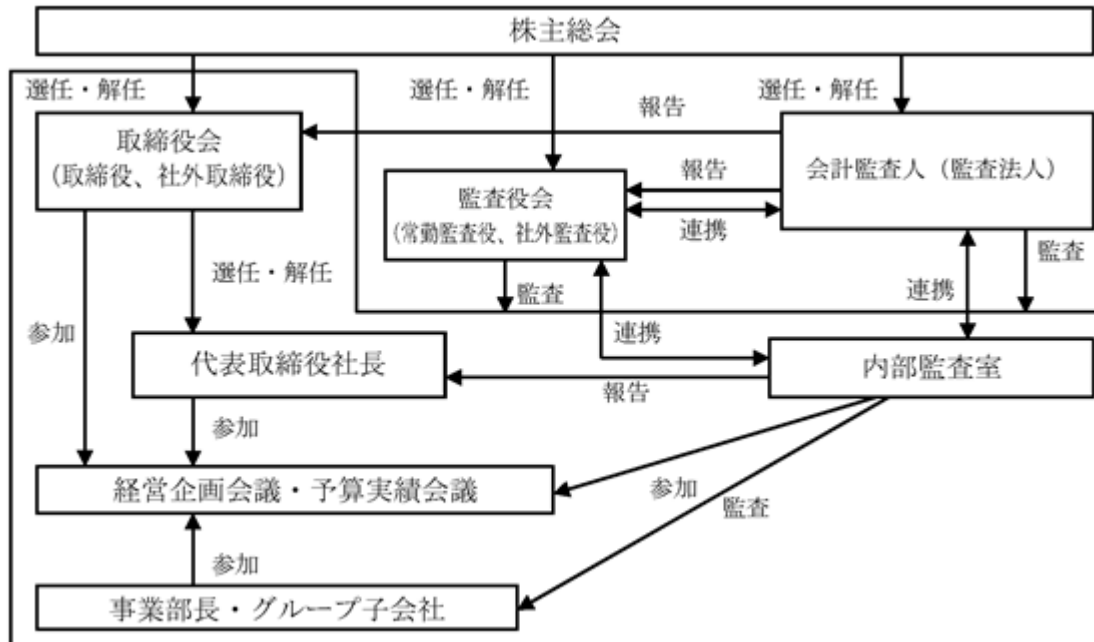 株主総会
選任・解任
選任・解任
選任・解任
報告
取締役会
（取締役、社外取締役）
会計監査人（監査法人）
報告
監査役会
（常勤監査役、社外監査役）
連携
選任・解任
監査
監査
連携
参加
連携
代表取締役社長
内部監査室
報告
参加
経営企画会議・予算実績会議
参加
監査
参加
事業部長・グループ子会社